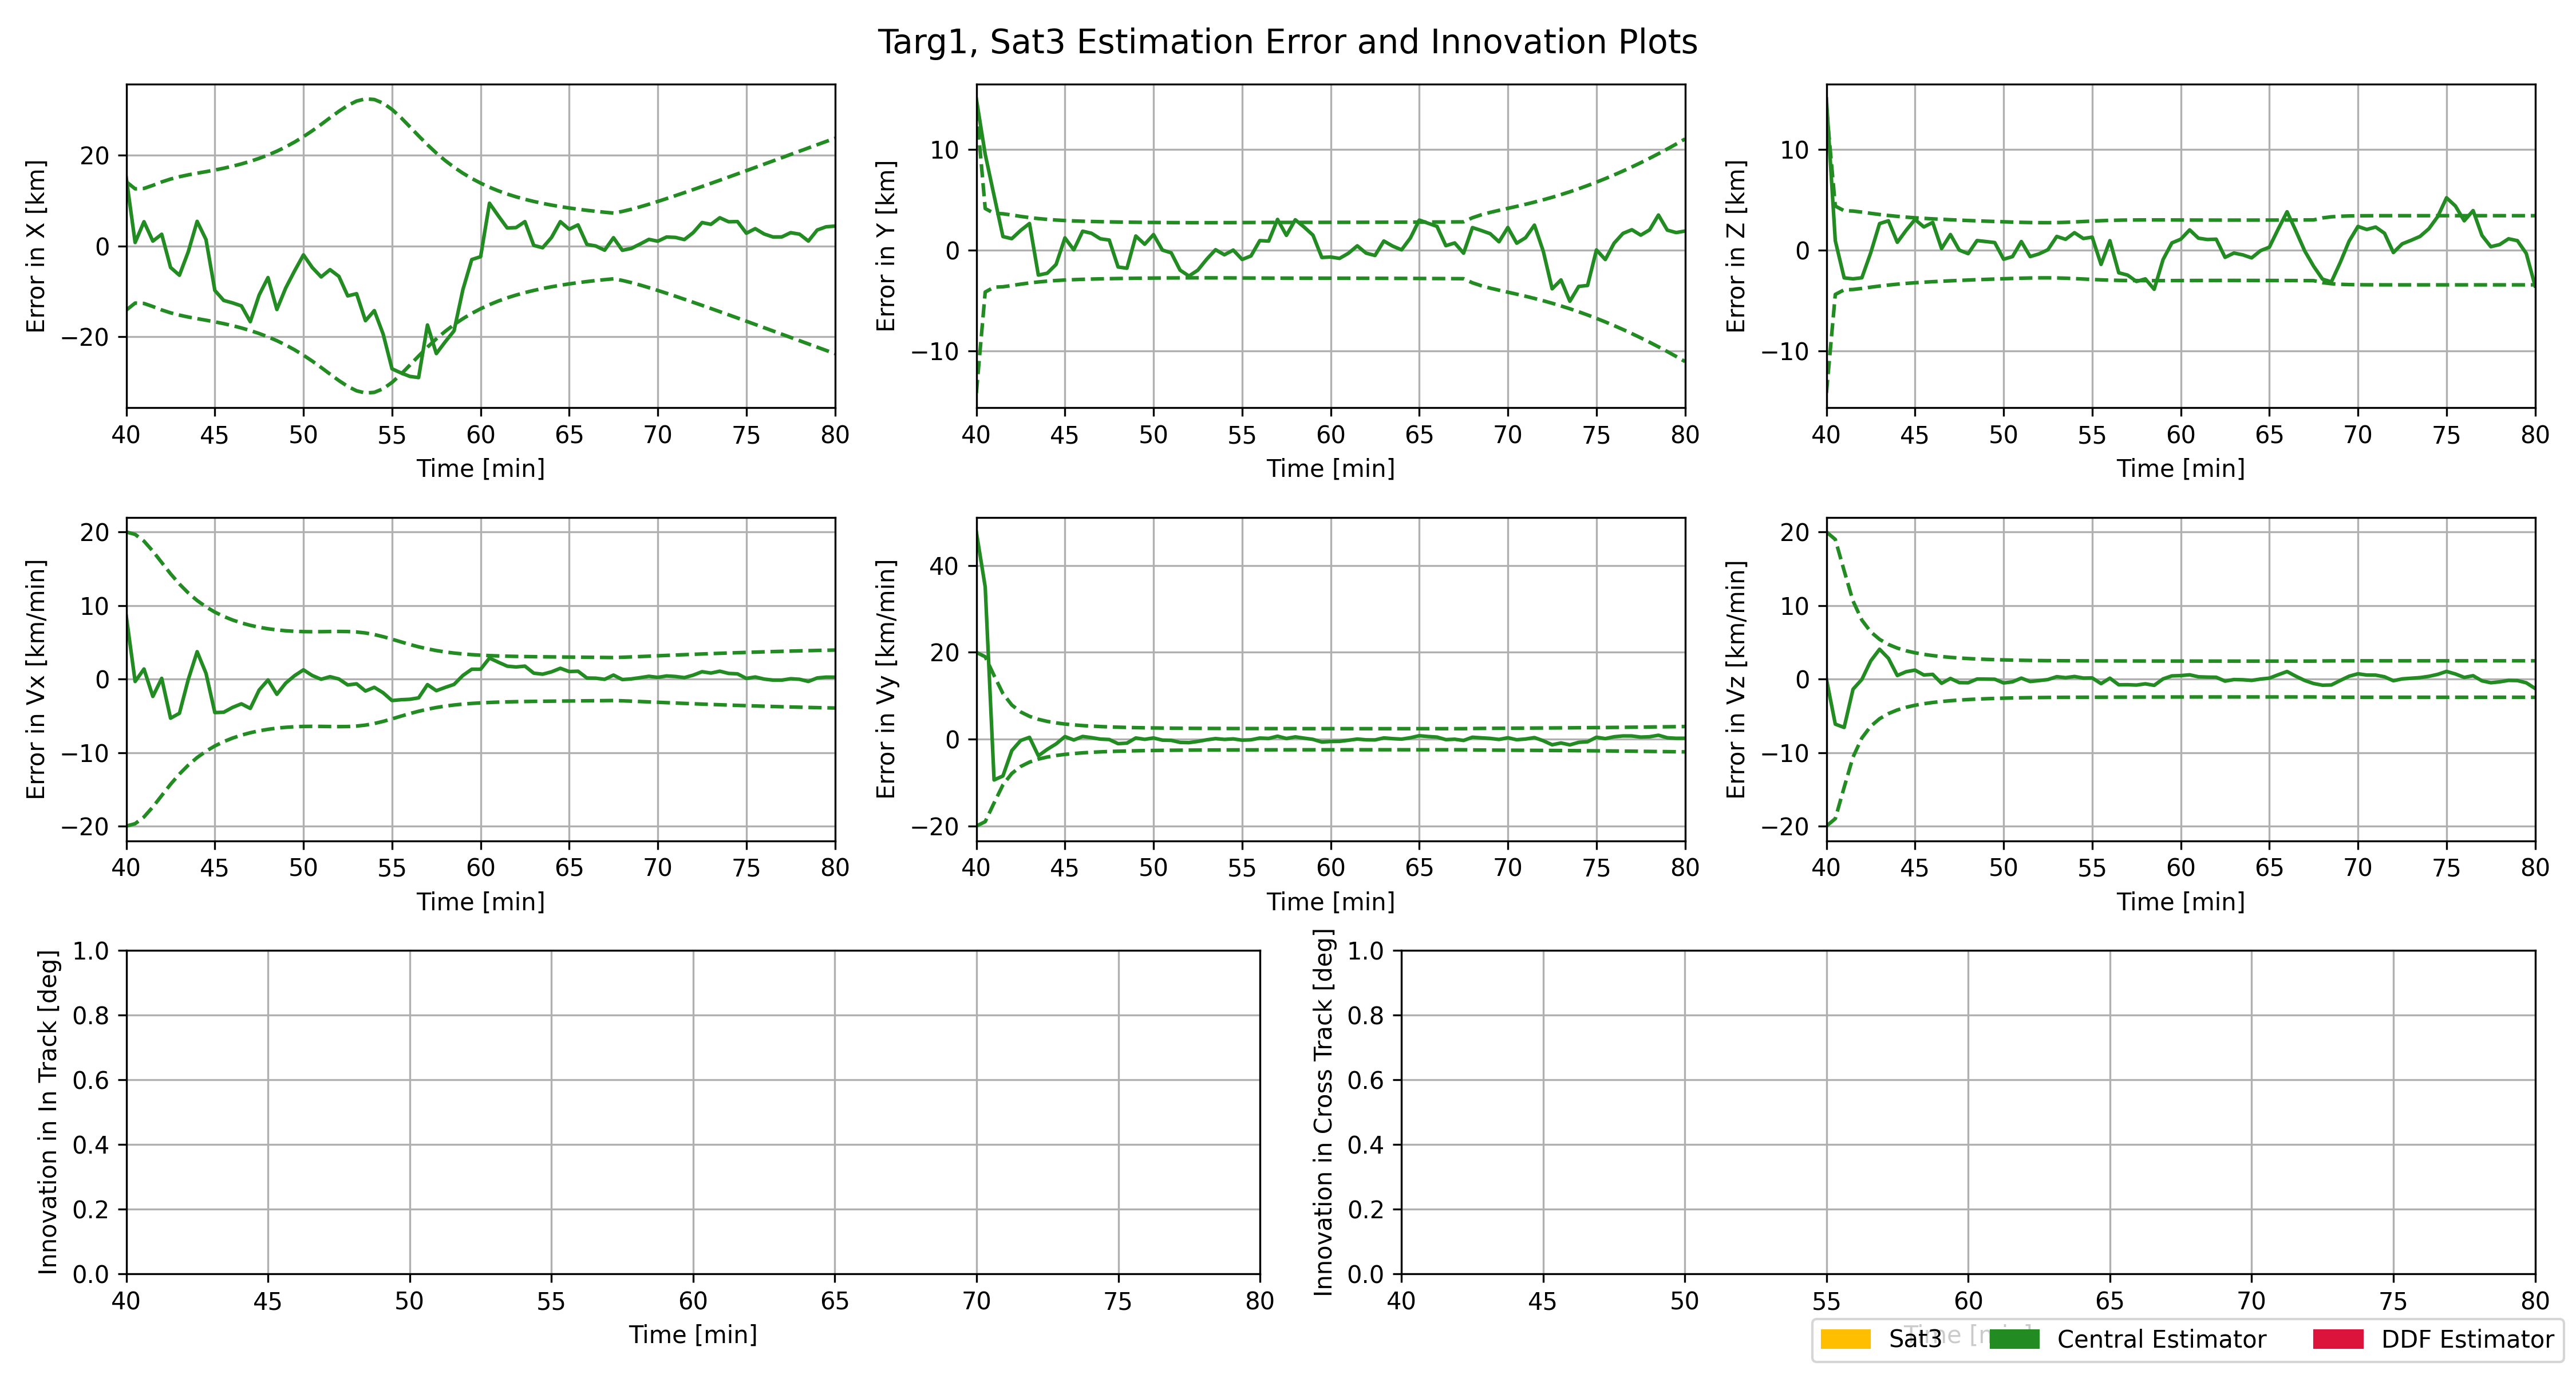 Targ1, Sat3 Estimation Error and Innovation Plots
Error in X [km]
20
0
−20
40 45 50 55 60 65 70 75 80
Time [min]
Error in Y [km]
10
0
−10
40 45 50 55 60 65 70 75 80
Time [min]
Error in Z [km]
10
0
−10
40 45 50 55 60 65 70 75 80
Time [min]
Error in Vx [km/min]
20
10
0
−10
−20
40 45 50 55 60 65 70 75 80
Time [min]
Error in Vy [km/min]
40
20
0
−20
40 45 50 55 60 65 70 75 80
Time [min]
Error in Vz [km/min]
20
10
0
−10
−20
40 45 50 55 60 65 70 75 80
Time [min]
Innovation in In Track [deg]
1.0
0.8
0.6
0.4
0.2
0.0
40 45 50 55 60 65 70 75 80
Time [min]
Innovation in Cross Track [deg]
1.0
0.8
0.6
0.4
0.2
0.0
40 45 50 55 60 65 70 75 80
Time [min]
Sat3 Central Estimator DDF Estimator